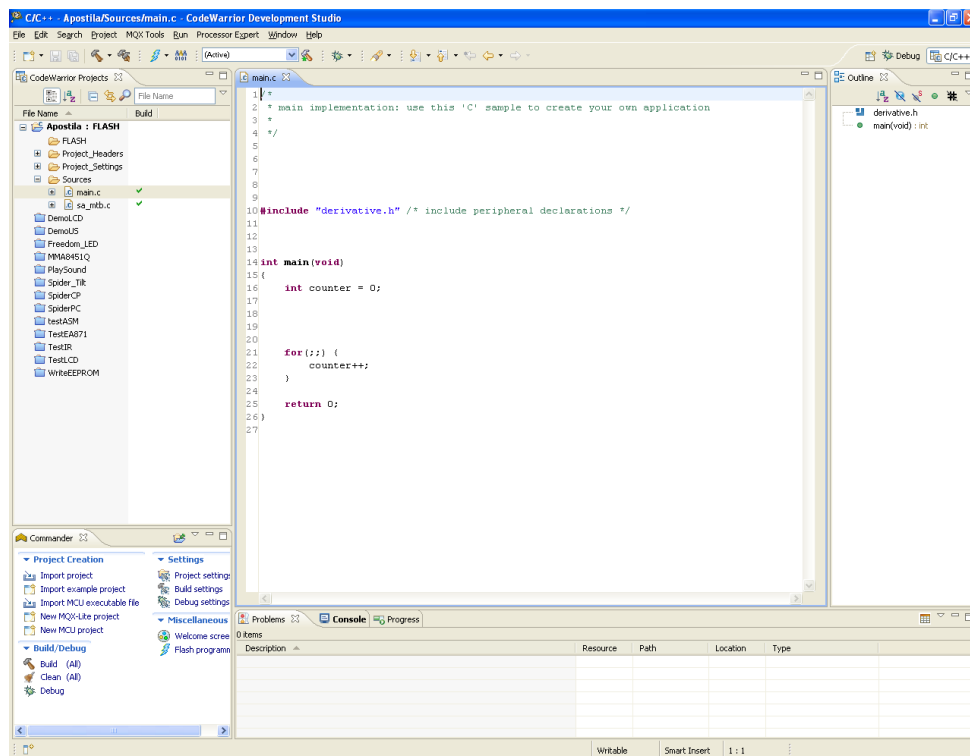 C/C++ - Apostila/Sources/main.c - CodeWarrior Development Studio
File Edit Search Project MQX Tools Run Processor Expert Window Help
(Active)
Debug C/C++
CodeWarrior Projects
File Name
File Name Build
Apostila : FLASH
FLASH
Project_Headers
Project_Settings
Sources
main.c
sa_mtb.c
DemoLCD
DemoUS
Freedom_LED
MMA8451Q
PlaySound
Spider_Tilt
SpiderCP
SpiderPC
testASM
TestEA871
TestIR
TestLCD
WriteEEPROM
main.c
1 /*
2 * main implementation: use this 'C' sample to create your own application
3 *
4 */
5
6
7
8
9
10 #include "derivative.h" /* include peripheral declarations */
11
12
13
14 int main(void)
15 {
16 int counter = 0;
17
18
19
20
21 for(;;) {
22 counter++;
23 }
24
25 return 0;
26 }
27
Outline
derivative.h
main(void) : int
Commander
Project Creation
Import project
Import example project
Import MCU executable file
New MQX-Lite project
New MCU project
Build/Debug
Build (All)
Clean (All)
Debug
Settings
Project settings
Build settings
Debug settings
Miscellaneous
Welcome scree
Flash programm
Problems Console Progress
0 items
Description Resource Path Location Type
Writable Smart Insert 1 : 1